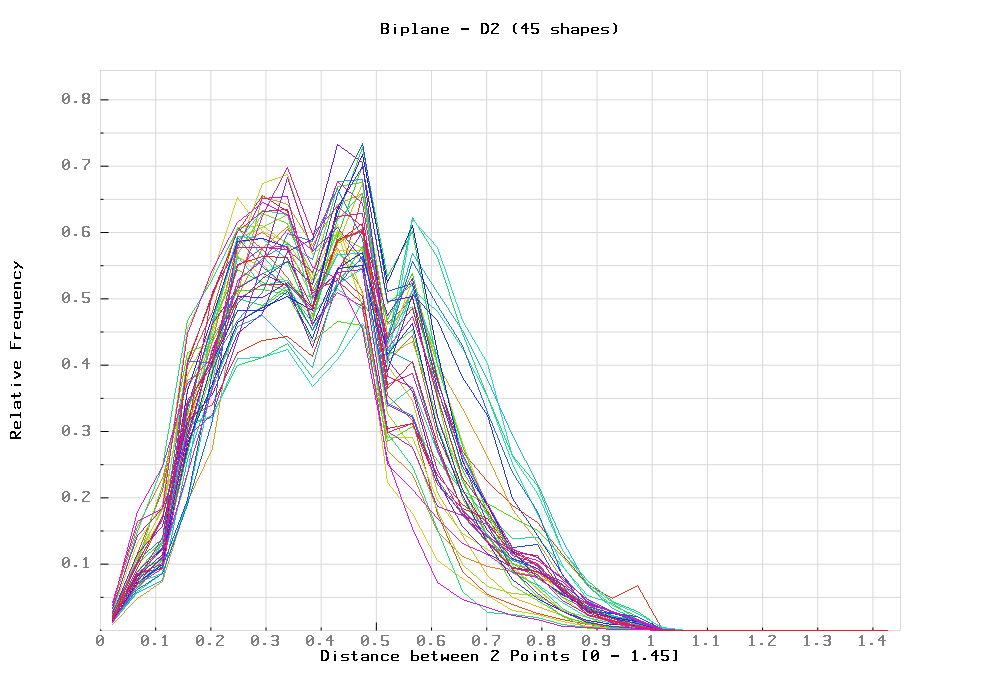 Biplane - D2 (45 shapes)
Relative Frequency
0.8
0.7
0.6
0.5
0.4
0.3
0.2
0.1
0 0.1 0.2 0.3 0.4 0.5 0.6 0.7 0.8 0.9 1 1.1 1.2 1.3 1.4
Distance between 2 Points [0 - 1.45]